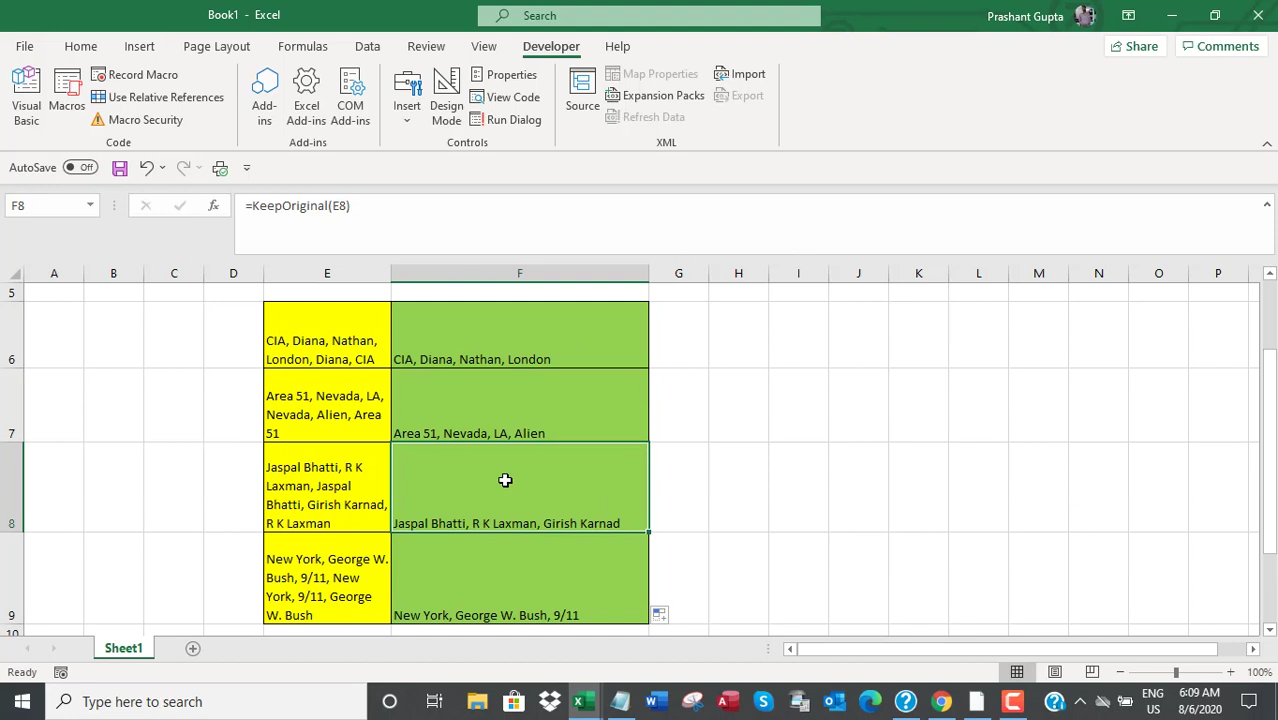 Book1 - Excel
Search
Prashant Gupta
File Home Insert Page Layout Formulas Data Review View Developer Help
Share Comments
Visual Basic
Macros
Record Macro
Use Relative References
Macro Security
Code
Add-ins
Excel Add-ins
COM Add-ins
Add-ins
Insert
Design Mode
Properties
View Code
Run Dialog
Controls
Source
Map Properties
Expansion Packs
Refresh Data
Import
Export
XML
AutoSave Off
F8 fx =KeepOriginal(E8)
A B C D E F G H I J K L M N O P
5
6
CIA, Diana, Nathan,
London, Diana, CIA
CIA, Diana, Nathan, London
7
Area 51, Nevada, LA,
Nevada, Alien, Area
51
Area 51, Nevada, LA, Alien
8
Jaspal Bhatti, R K
Laxman, Jaspal
Bhatti, Girish Karnad,
R K Laxman
Jaspal Bhatti, R K Laxman, Girish Karnad
9
New York, George W.
Bush, 9/11, New
York, 9/11, George
W. Bush
New York, George W. Bush, 9/11
10
Sheet1
Ready
100%
Type here to search
ENG
US
6:09 AM
8/6/2020